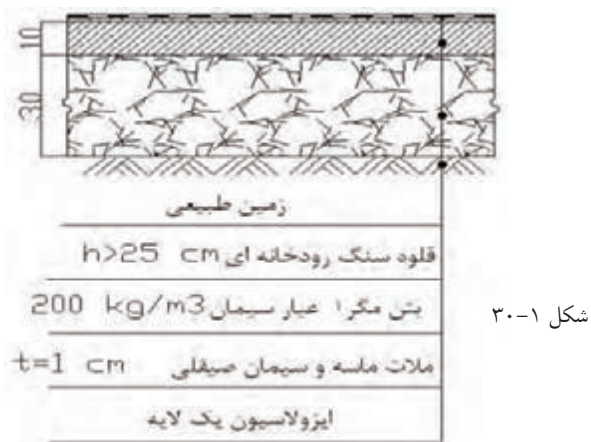 10
30
زمین طبیعی
قلوه سنگ رودخانه ای h>25 cm
بتن مگر۱ عیار سیمان 200 kg/m3
ملات ماسه و سیمان صیقلی t=1 cm
ایزولاسیون یک لایه
شکل ۱-۳۰